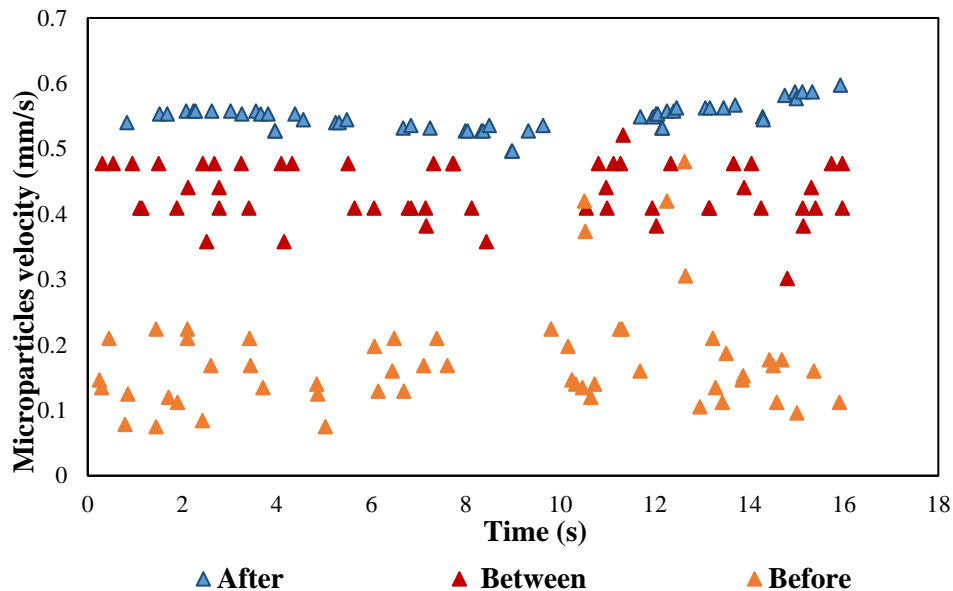 Microparticles velocity (mm/s)
0.7
0.6
0.5
0.4
0.3
0.2
0.1
0
0 2 4 6 8 10 12 14 16 18
Time (s)
After Between Before